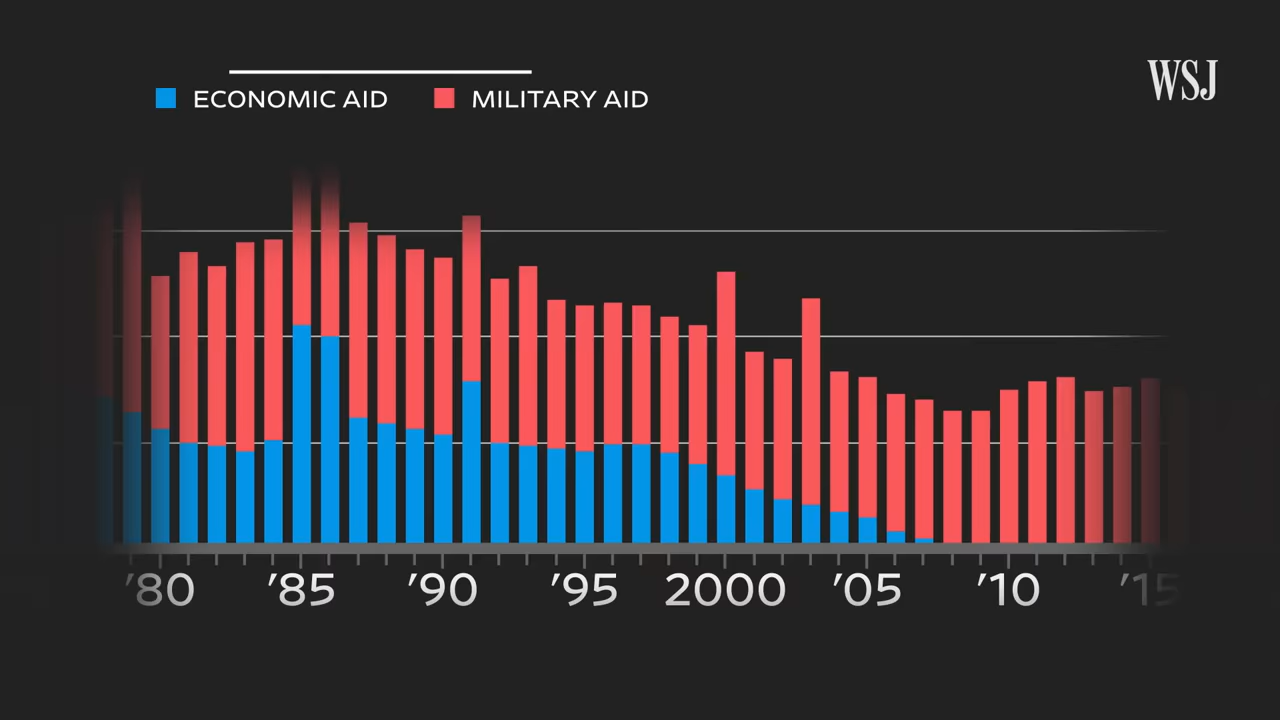 WSJ
ECONOMIC AID MILITARY AID
’80 ’85 ’90 ’95 2000 ’05 ’10 ’15